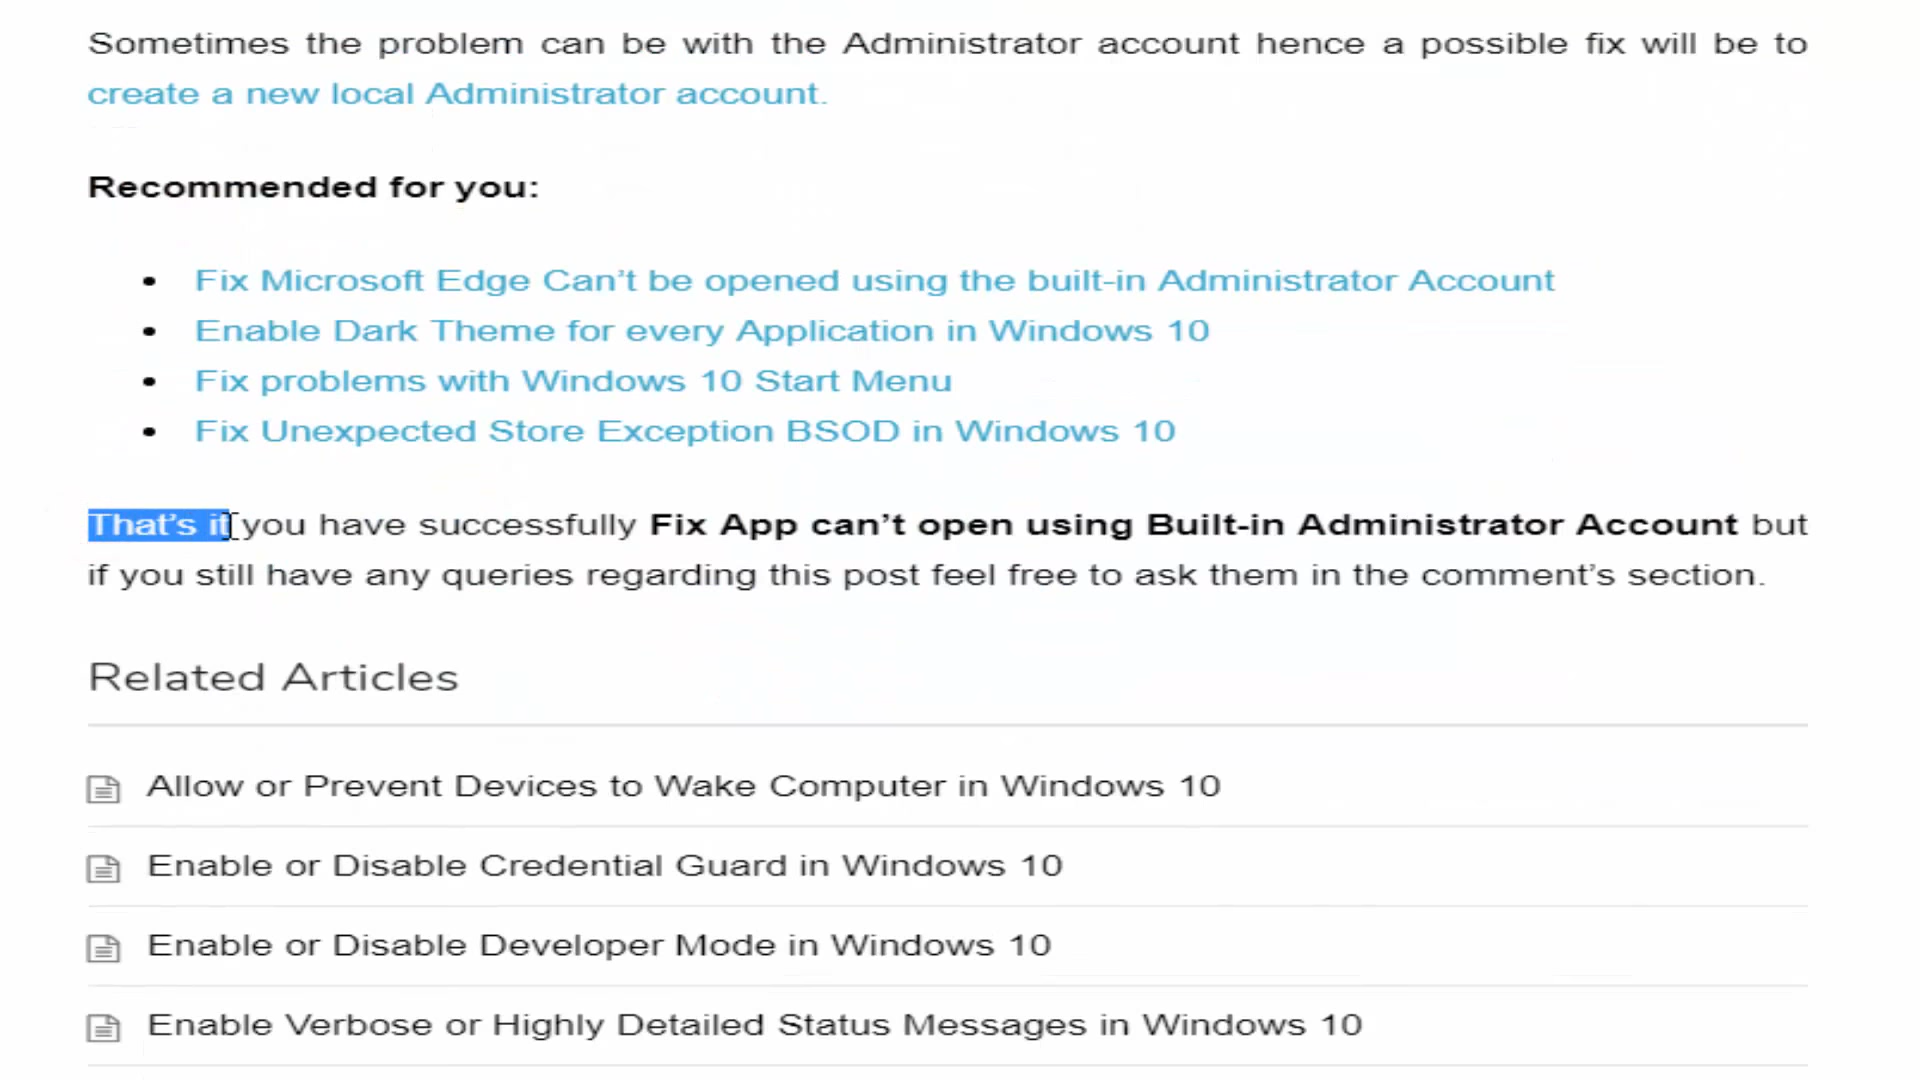 Sometimes the problem can be with the Administrator account hence a possible fix will be to
create a new local Administrator account.
Recommended for you:
Fix Microsoft Edge Can’t be opened using the built-in Administrator Account
Enable Dark Theme for every Application in Windows 10
Fix problems with Windows 10 Start Menu
Fix Unexpected Store Exception BSOD in Windows 10
That’s it you have successfully Fix App can’t open using Built-in Administrator Account but
if you still have any queries regarding this post feel free to ask them in the comment’s section.
Related Articles
Allow or Prevent Devices to Wake Computer in Windows 10
Enable or Disable Credential Guard in Windows 10
Enable or Disable Developer Mode in Windows 10
Enable Verbose or Highly Detailed Status Messages in Windows 10